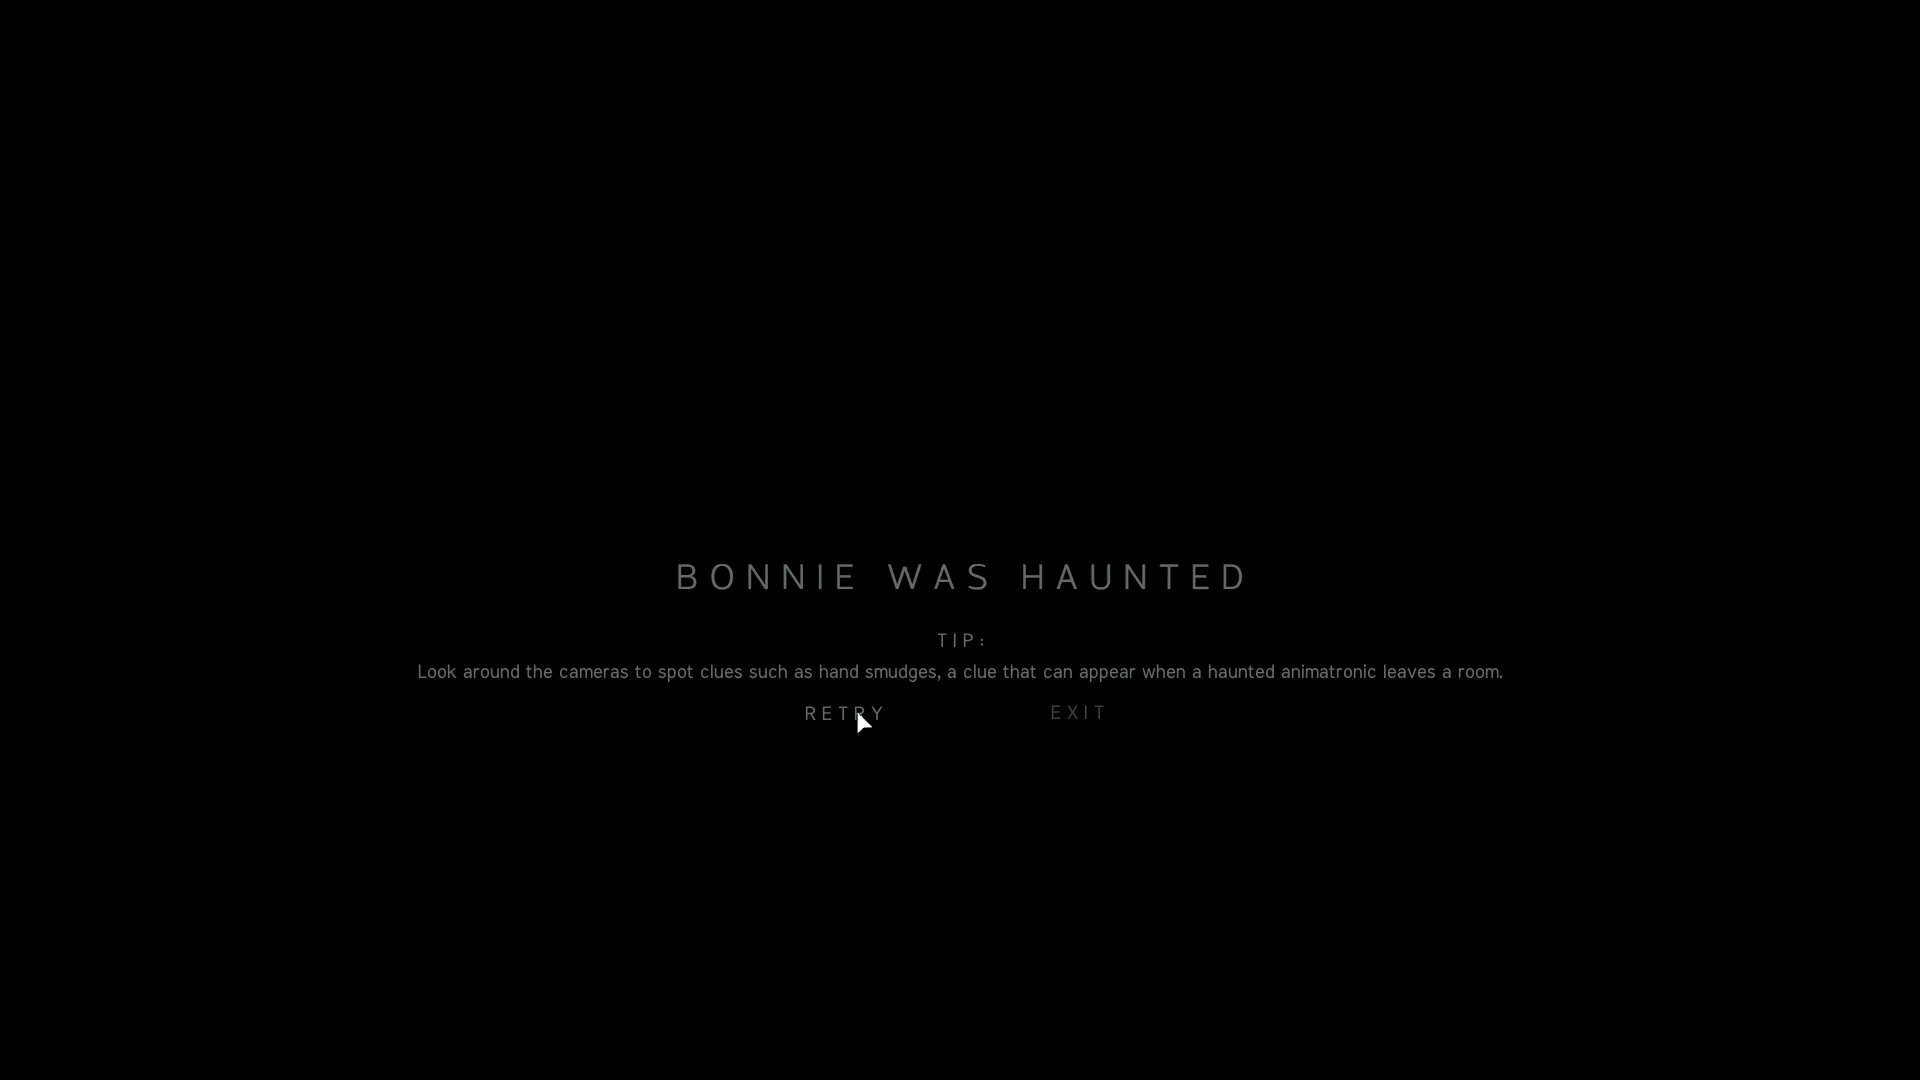 BONNIE WAS HAUNTED
TIP:
Look around the cameras to spot clues such as hand smudges, a clue that can appear when a haunted animatronic leaves a room.
RETRY EXIT